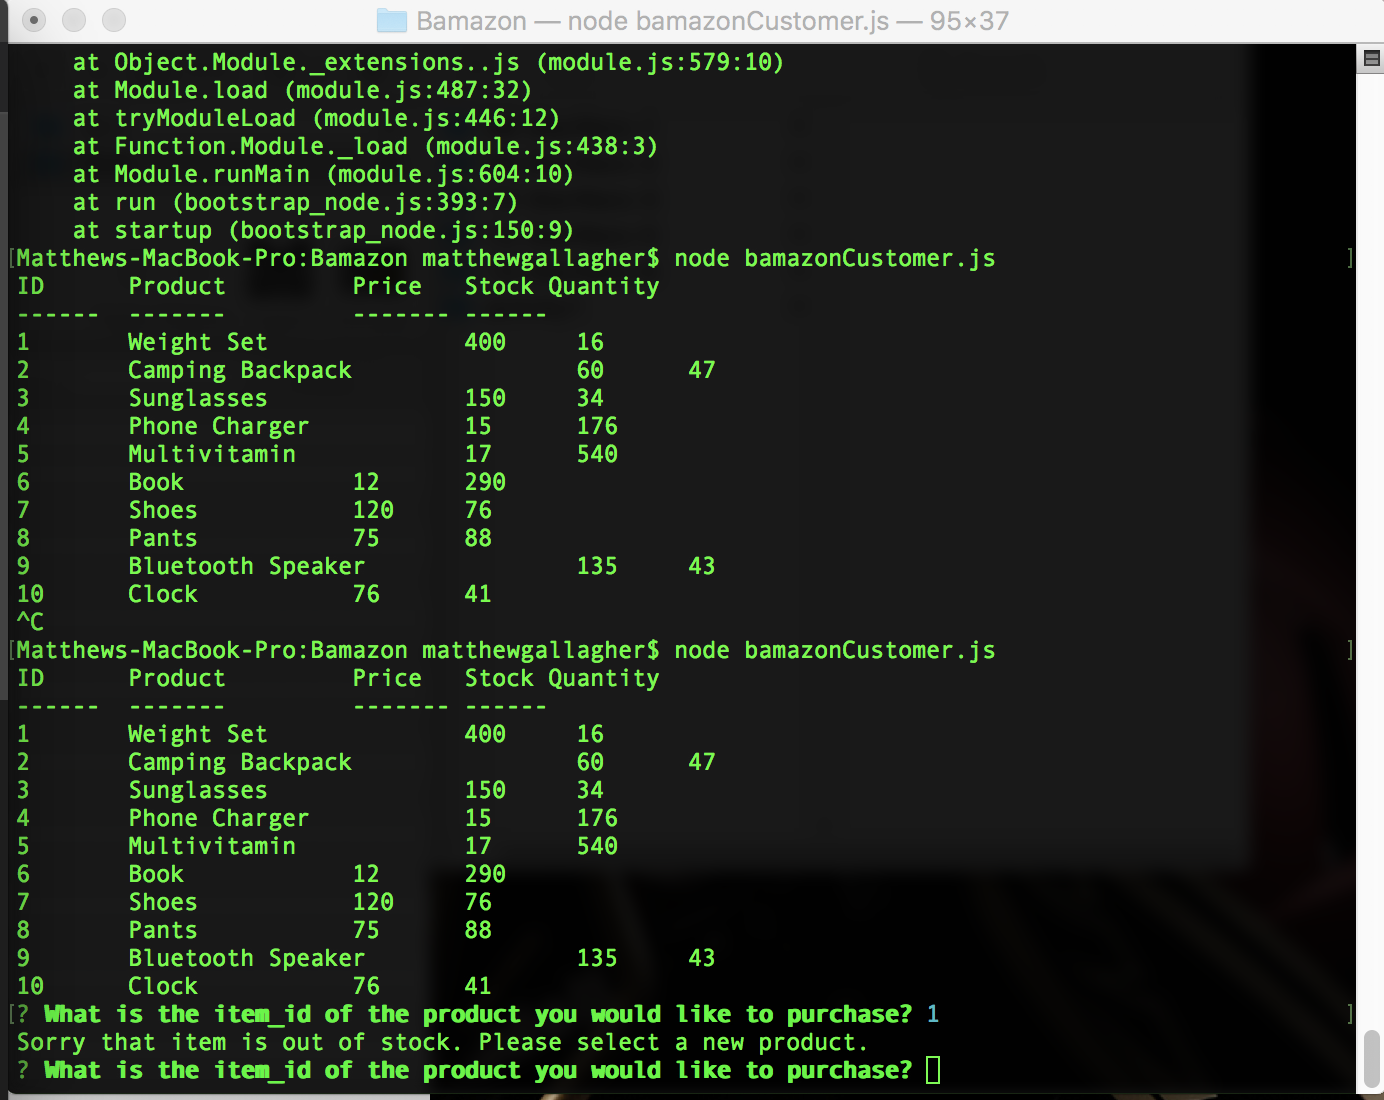 Bamazon — node bamazonCustomer.js — 95×37
at Object.Module._extensions..js (module.js:579:10)
at Module.load (module.js:487:32)
at tryModuleLoad (module.js:446:12)
at Function.Module._load (module.js:438:3)
at Module.runMain (module.js:604:10)
at run (bootstrap_node.js:393:7)
at startup (bootstrap_node.js:150:9)
[Matthews-MacBook-Pro:Bamazon matthewgallagher$ node bamazonCustomer.js ]
ID Product Price Stock Quantity
------ ------- ------- ------
1 Weight Set 400 16
2 Camping Backpack 60 47
3 Sunglasses 150 34
4 Phone Charger 15 176
5 Multivitamin 17 540
6 Book 12 290
7 Shoes 120 76
8 Pants 75 88
9 Bluetooth Speaker 135 43
10 Clock 76 41
^C
[Matthews-MacBook-Pro:Bamazon matthewgallagher$ node bamazonCustomer.js ]
ID Product Price Stock Quantity
------ ------- ------- ------
1 Weight Set 400 16
2 Camping Backpack 60 47
3 Sunglasses 150 34
4 Phone Charger 15 176
5 Multivitamin 17 540
6 Book 12 290
7 Shoes 120 76
8 Pants 75 88
9 Bluetooth Speaker 135 43
10 Clock 76 41
[? What is the item_id of the product you would like to purchase? 1 ]
Sorry that item is out of stock. Please select a new product.
? What is the item_id of the product you would like to purchase?